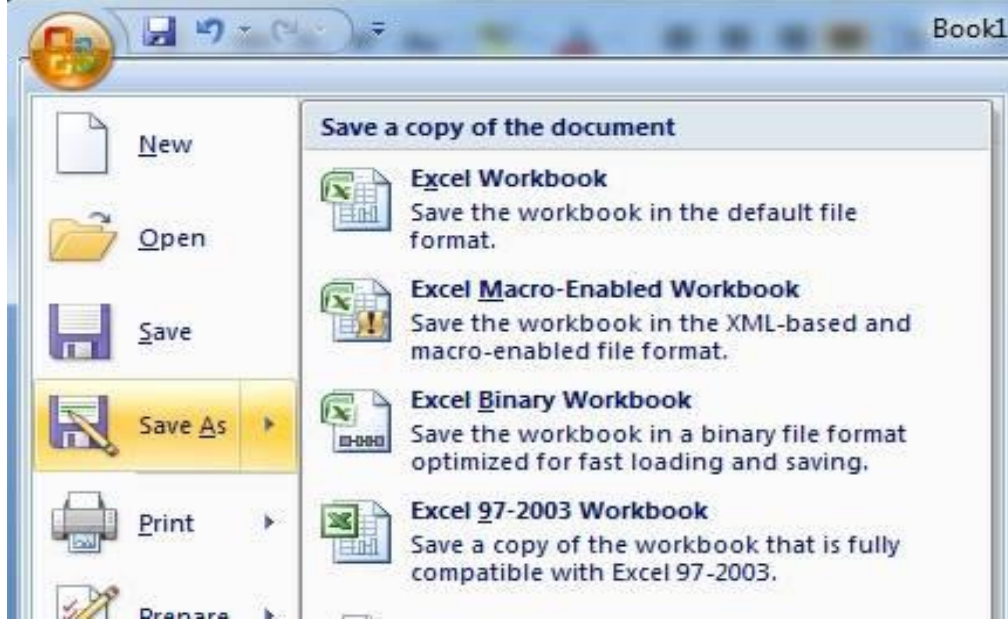 Book1
New
Open
Save
Save As
Print
Prepare
Save a copy of the document
Excel Workbook
Save the workbook in the default file
format.
Excel Macro-Enabled Workbook
Save the workbook in the XML-based and
macro-enabled file format.
Excel Binary Workbook
Save the workbook in a binary file format
optimized for fast loading and saving.
Excel 97-2003 Workbook
Save a copy of the workbook that is fully
compatible with Excel 97-2003.